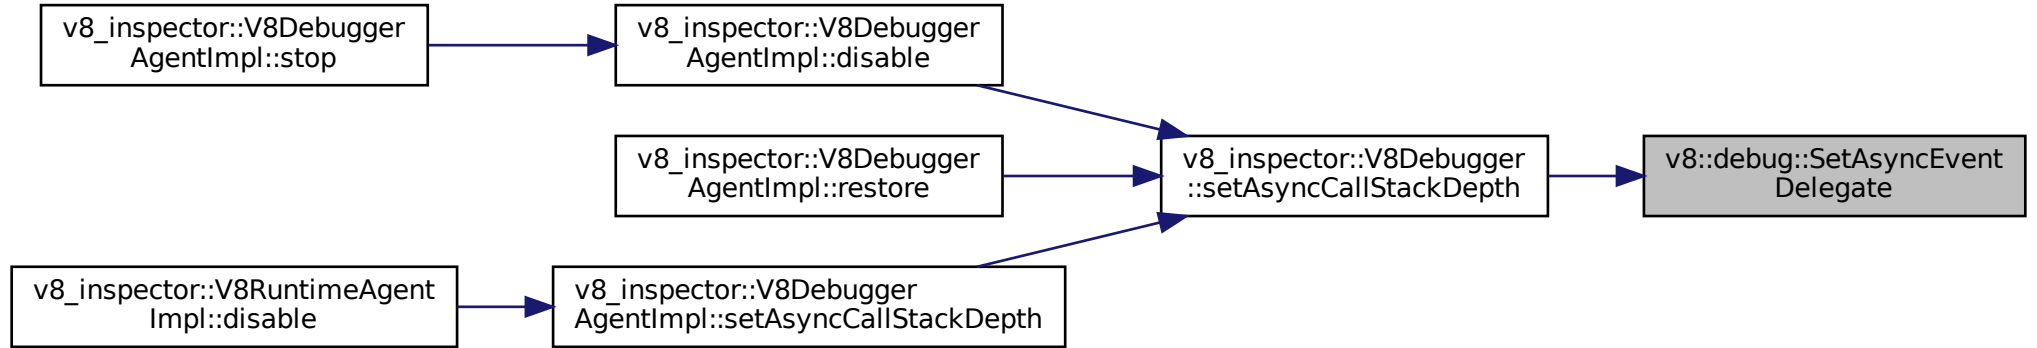 v8_inspector::V8Debugger
AgentImpl::stop
v8_inspector::V8Debugger
AgentImpl::disable
v8_inspector::V8Debugger
AgentImpl::restore
v8_inspector::V8Debugger
::setAsyncCallStackDepth
v8::debug::SetAsyncEvent
Delegate
v8_inspector::V8RuntimeAgent
Impl::disable
v8_inspector::V8Debugger
AgentImpl::setAsyncCallStackDepth